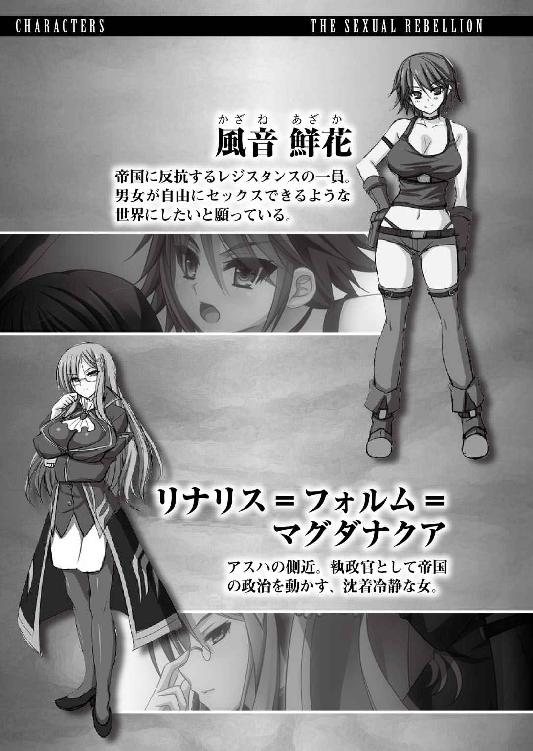 CHARACTERS
THE SEXUAL REBELLION
かざね あざか
風音 鮮花
帝国に反抗するレジスタンスの一員。
男女が自由にセックスできるような
世界にしたいと願っている。
リナリス＝フォルム＝
マグダナクア
アスハの側近。執政官として帝国
の政治を動かす、沈着冷静な女。